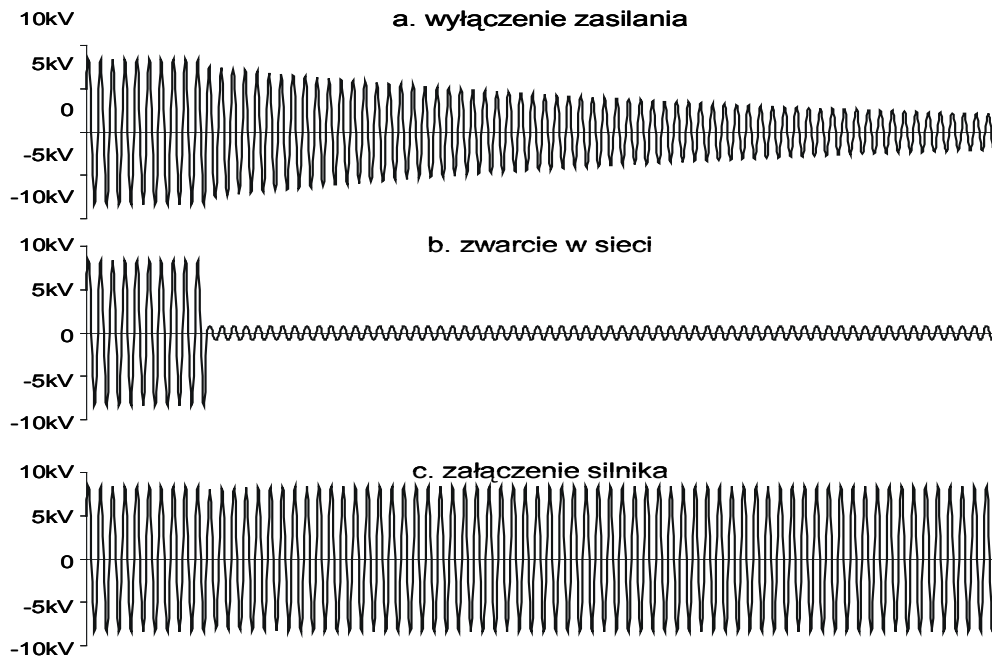 a. wyłączenie zasilania
10kV
5kV
0
-5kV
-10kV
b. zwarcie w sieci
10kV
5kV
0
-5kV
-10kV
c. załączenie silnika
10kV
5kV
0
-5kV
-10kV